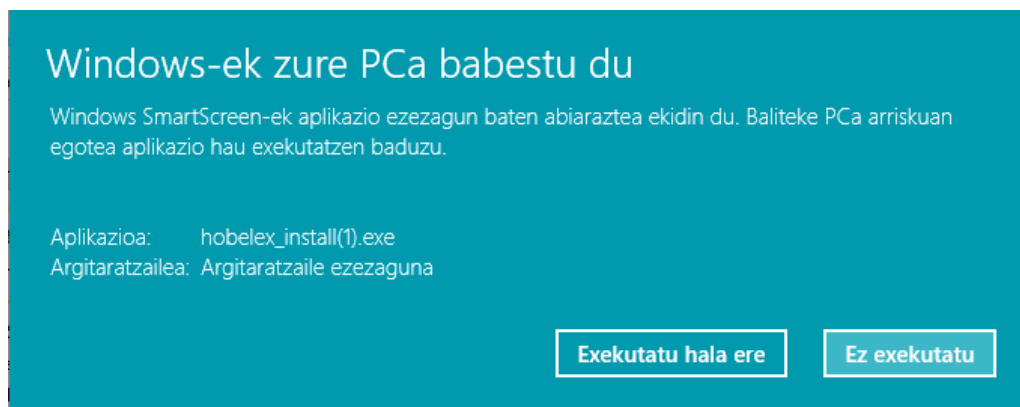 Windows-ek zure PCa babestu du
Windows SmartScreen-ek aplikazio ezezagun baten abiaraztea ekidin du. Baliteke PCa arriskuan
egotea aplikazio hau exekutatzen baduzu.
Aplikazioa: hobelex_install(1).exe
Argitaratzailea: Argitaratzaile ezezaguna
Exekutatu hala ere Ez exekutatu